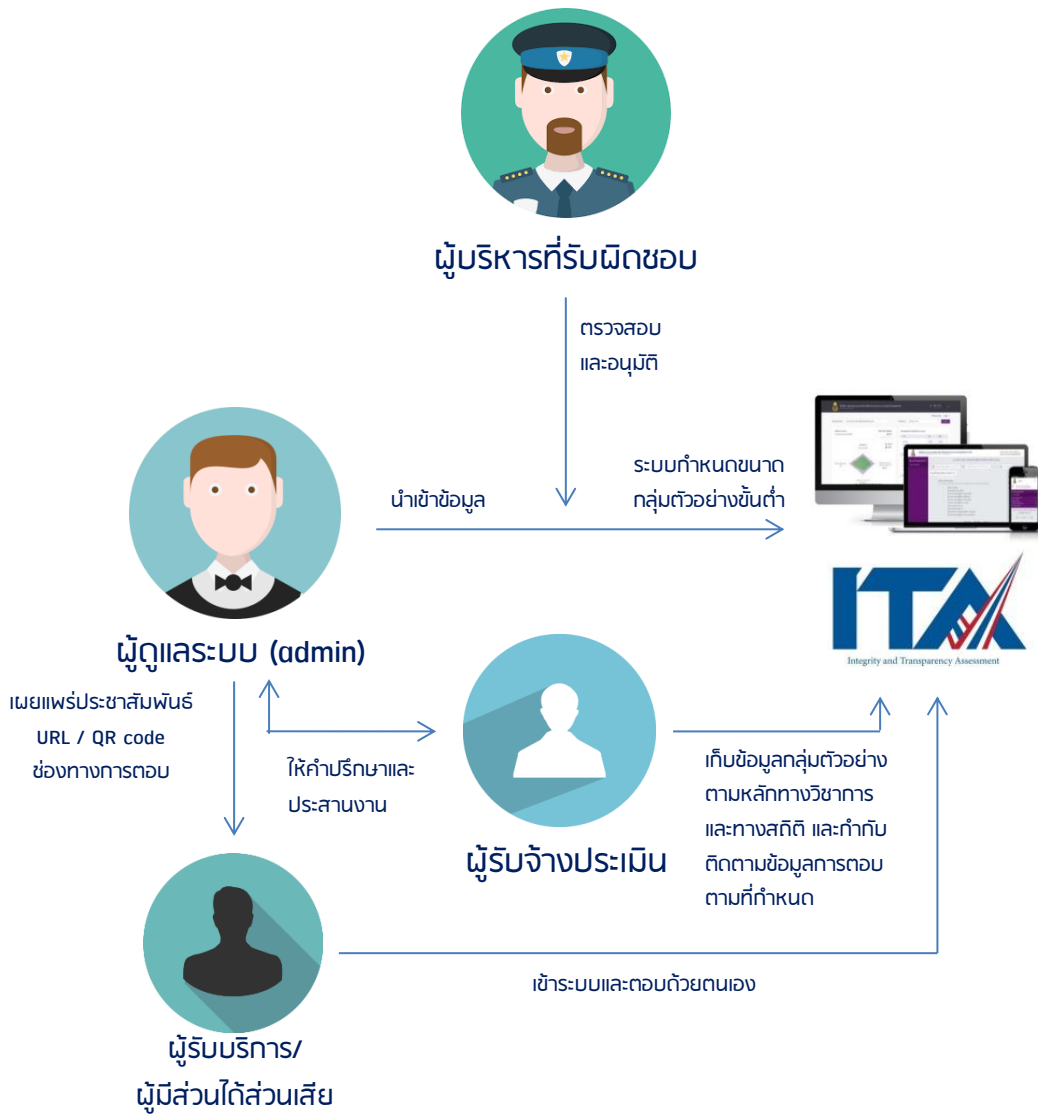 ผู้บริหารที่รับผิดชอบ
ตรวจสอบ
และอนุมัติ
นำเข้าข้อมูล
ระบบกำหนดขนาด
กลุ่มตัวอย่างขั้นต่ำ
ITA
Integrity and Transparency Assessment
ผู้ดูแลระบบ (admin)
เผยแพร่ประชาสัมพันธ์
URL / QR code
ช่องทางการตอบ
ให้คำปรึกษาและ
ประสานงาน
ผู้รับจ้างประเมิน
เก็บข้อมูลกลุ่มตัวอย่าง
ตามหลักทางวิชาการ
และทางสถิติ และกำกับ
ติดตามข้อมูลการตอบ
ตามที่กำหนด
เข้าระบบและตอบด้วยตนเอง
ผู้รับบริการ/
ผู้มีส่วนได้ส่วนเสีย